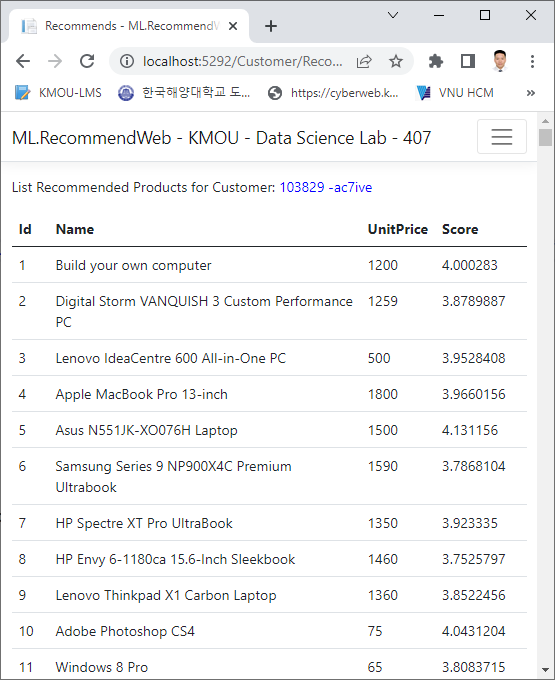 Recommends - ML.RecommendW
localhost:5292/Customer/Reco...
KMOU-LMS 한국해양대학교 도... https://cyberweb.k... VNU HCM »
ML.RecommendWeb - KMOU - Data Science Lab - 407
List Recommended Products for Customer: 103829 -ac7ive
Id Name UnitPrice Score
1 Build your own computer 1200 4.000283
2 Digital Storm VANQUISH 3 Custom Performance 1259 3.8789887
PC
3 Lenovo IdeaCentre 600 All-in-One PC 500 3.9528408
4 Apple MacBook Pro 13-inch 1800 3.9660156
5 Asus N551JK-XO076H Laptop 1500 4.131156
6 Samsung Series 9 NP900X4C Premium 1590 3.7868104
Ultrabook
7 HP Spectre XT Pro UltraBook 1350 3.923335
8 HP Envy 6-1180ca 15.6-Inch Sleekbook 1460 3.7525797
9 Lenovo Thinkpad X1 Carbon Laptop 1360 3.8522456
10 Adobe Photoshop CS4 75 4.0431204
11 Windows 8 Pro 65 3.8083715